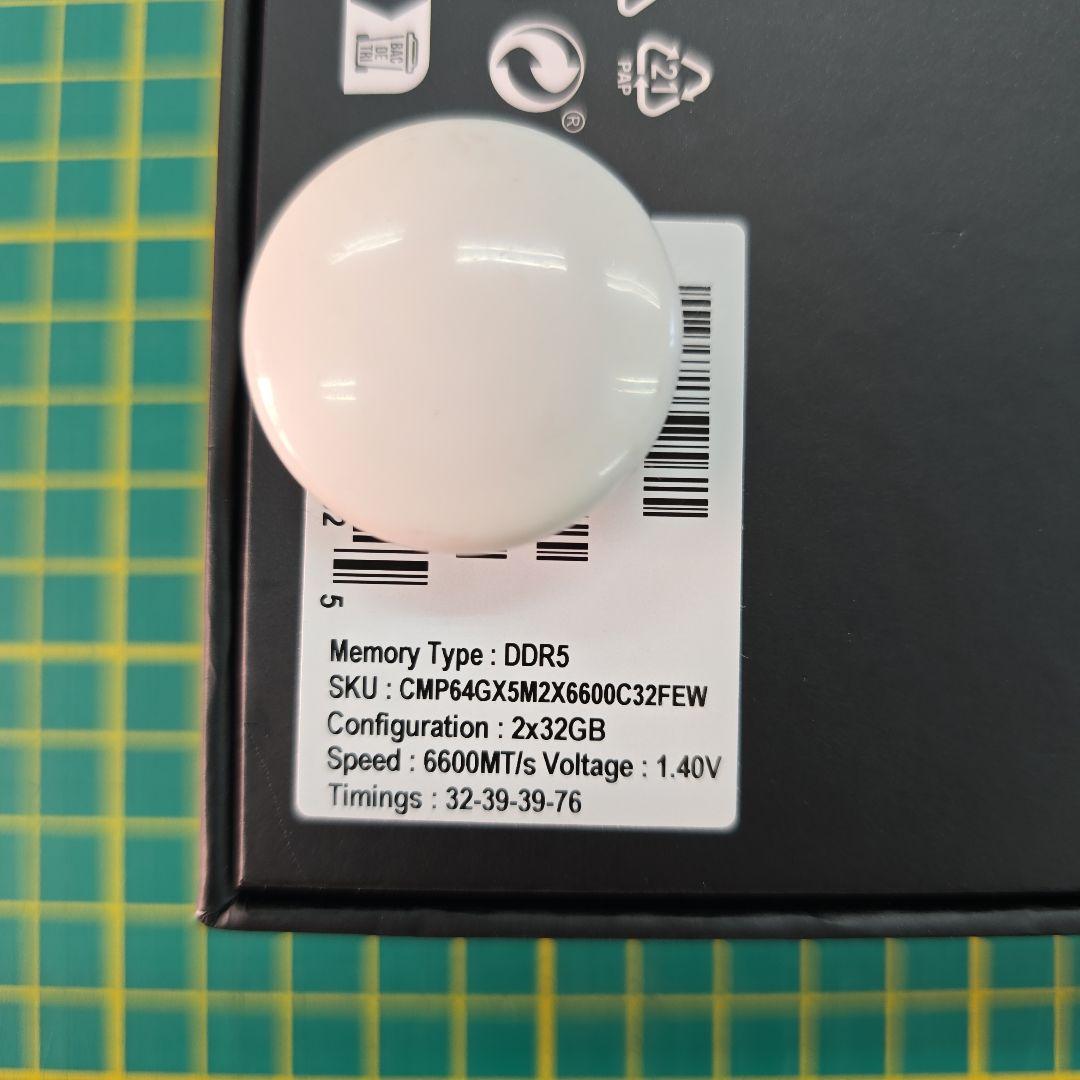 BAC
DE
TRI
®
21
PAP
2
5
Memory Type : DDR5
SKU : CMP64GX5M2X6600C32FEW
Configuration : 2x32GB
Speed : 6600MT/s Voltage : 1.40V
Timings : 32-39-39-76